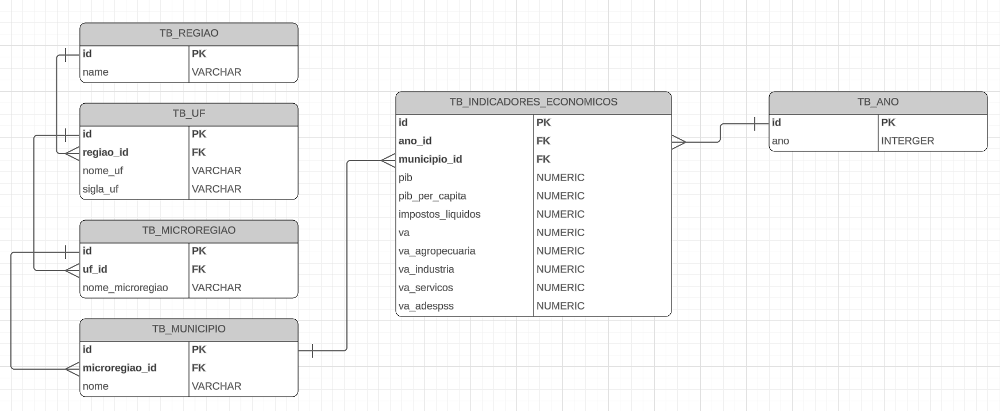 TB_REGIAO
id PK
name VARCHAR
TB_UF
id PK
regiao_id FK
nome_uf VARCHAR
sigla_uf VARCHAR
TB_MICROREGIAO
id PK
uf_id FK
nome_microregiao VARCHAR
TB_MUNICIPIO
id PK
microregiao_id FK
nome VARCHAR
TB_INDICADORES_ECONOMICOS
id PK
ano_id FK
municipio_id FK
pib NUMERIC
pib_per_capita NUMERIC
impostos_liquidos NUMERIC
va NUMERIC
va_agropecuaria NUMERIC
va_industria NUMERIC
va_servicos NUMERIC
va_adespss NUMERIC
TB_ANO
id PK
ano INTERGER